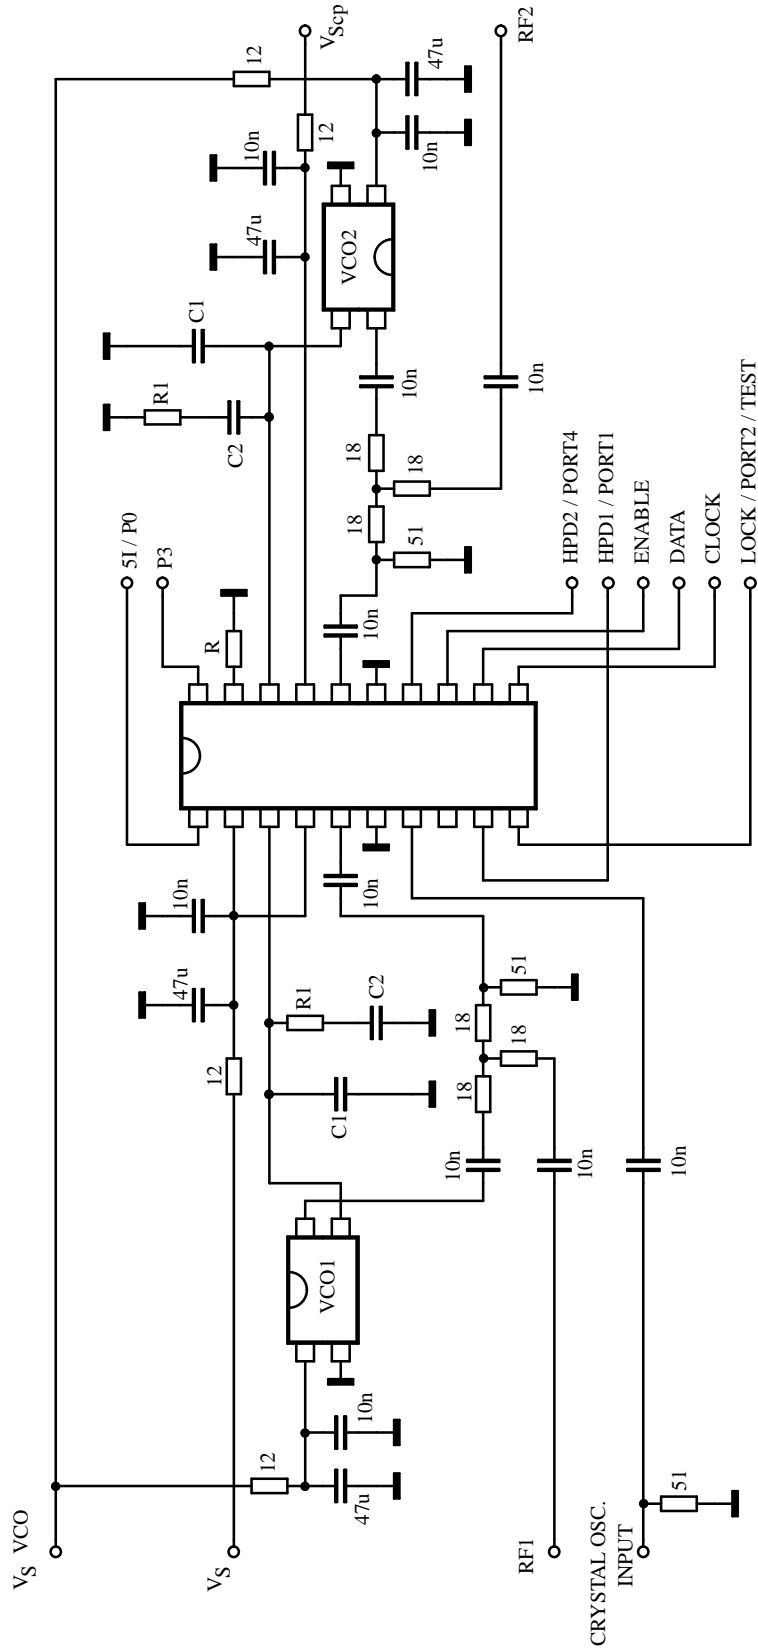 V_Scp
RF2
12
47u
10n
12
10n
47u
VCO2
C1
R1
C2
10n
10n
18
18
18
51
5I / P0
P3
R
10n
HPD2 / PORT4
HPD1 / PORT1
ENABLE
DATA
CLOCK
LOCK / PORT2 / TEST
10n
47u
12
10n
R1
C2
C1
51
18
18
18
10n
10n
10n
VCO1
10n
12
47u
51
V_S VCO
V_S
RF1
CRYSTAL OSC.
INPUT